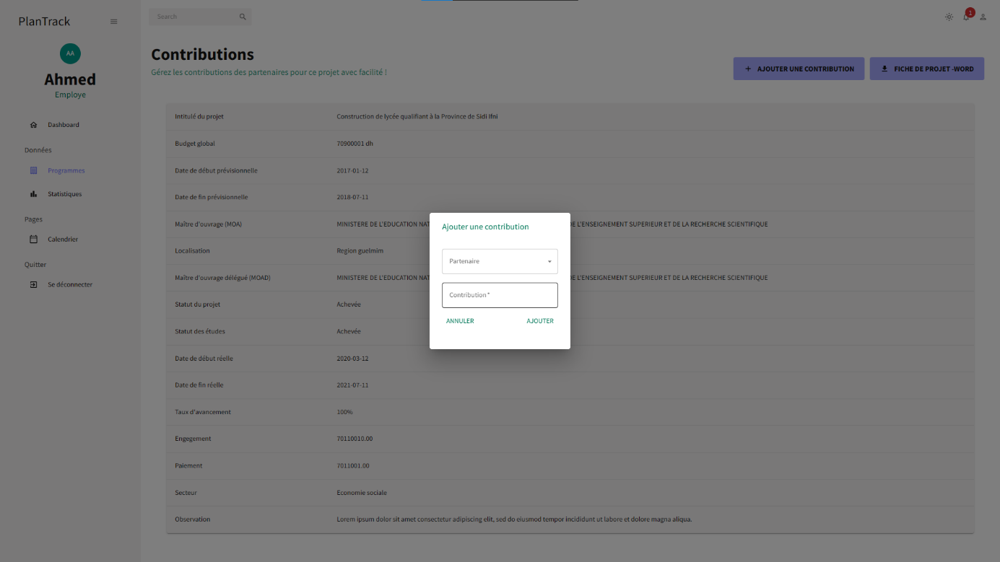 PlanTrack
AA
Ahmed
Employe
Dashboard
Données
Programmes
Statistiques
Pages
Calendrier
Quitter
Se déconnecter
Search
1
Contributions
Gérez les contributions des partenaires pour ce projet avec facilité !
AJOUTER UNE CONTRIBUTION
FICHE DE PROJET -WORD
Intitulé du projet Construction de lycée qualifiant à la Province de Sidi Ifni
Budget global 70900001 dh
Date de début prévisionnelle 2017-01-12
Date de fin prévisionnelle 2018-07-11
Maître d'ouvrage (MOA) MINISTERE DE L'EDUCATION NAT DE L'ENSEIGNEMENT SUPERIEUR ET DE LA RECHERCHE SCIENTIFIQUE
Localisation Region guelmim
Maître d'ouvrage délégué (MOAD) MINISTERE DE L'EDUCATION NAT DE L'ENSEIGNEMENT SUPERIEUR ET DE LA RECHERCHE SCIENTIFIQUE
Statut du projet Achevée
Statut des études Achevée
Date de début réelle 2020-03-12
Date de fin réelle 2021-07-11
Taux d'avancement 100%
Engegement 70110010.00
Paiement 7011001.00
Secteur Economie sociale
Observation Lorem ipsum dolor sit amet consectetur adipiscing elit, sed do eiusmod tempor incididunt ut labore et dolore magna aliqua.
Ajouter une contribution
Partenaire
Contribution *
ANNULER AJOUTER